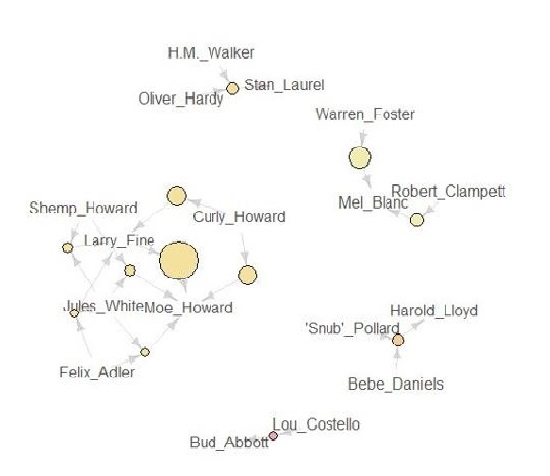 H.M._Walker
Stan_Laurel
Oliver_Hardy
Warren_Foster
Robert_Clampett
Mel_Blanc
Shemp_Howard
Curly_Howard
Larry_Fine
Jules_White
Moe_Howard
Harold_Lloyd
'Snub'_Pollard
Felix_Adler
Bebe_Daniels
Lou_Costello
Bud_Abbott